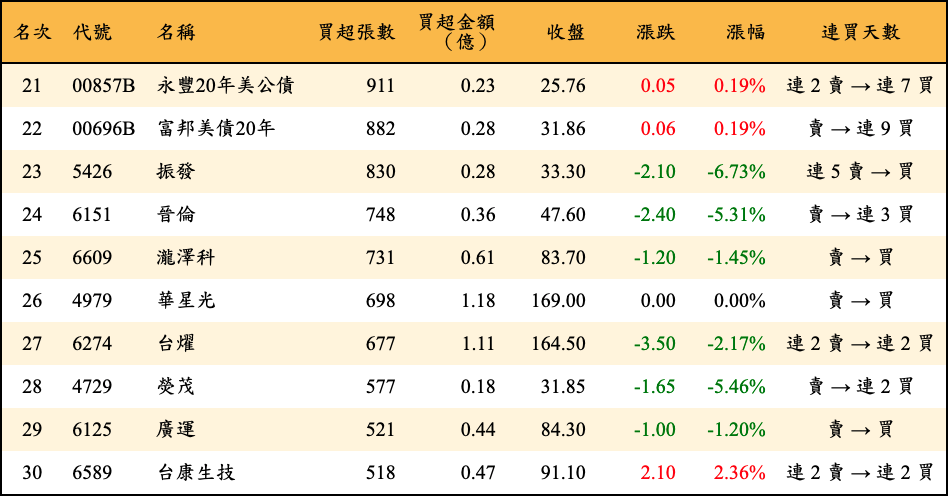 名次 代號 名稱 買超張數 買超金額（億） 收盤 漲跌 漲幅 連買天數
21 00857B 永豐20年美公債 911 0.23 25.76 0.05 0.19% 連 2 賣 → 連 7 買
22 00696B 富邦美債20年 882 0.28 31.86 0.06 0.19% 賣 → 連 9 買
23 5426 振發 830 0.28 33.30 -2.10 -6.73% 連 5 賣 → 買
24 6151 晉倫 748 0.36 47.60 -2.40 -5.31% 賣 → 連 3 買
25 6609 瀧澤科 731 0.61 83.70 -1.20 -1.45% 賣 → 買
26 4979 華星光 698 1.18 169.00 0.00 0.00% 賣 → 買
27 6274 台燿 677 1.11 164.50 -3.50 -2.17% 連 2 賣 → 連 2 買
28 4729 熒茂 577 0.18 31.85 -1.65 -5.46% 賣 → 連 2 買
29 6125 廣運 521 0.44 84.30 -1.00 -1.20% 賣 → 買
30 6589 台康生技 518 0.47 91.10 2.10 2.36% 連 2 賣 → 連 2 買